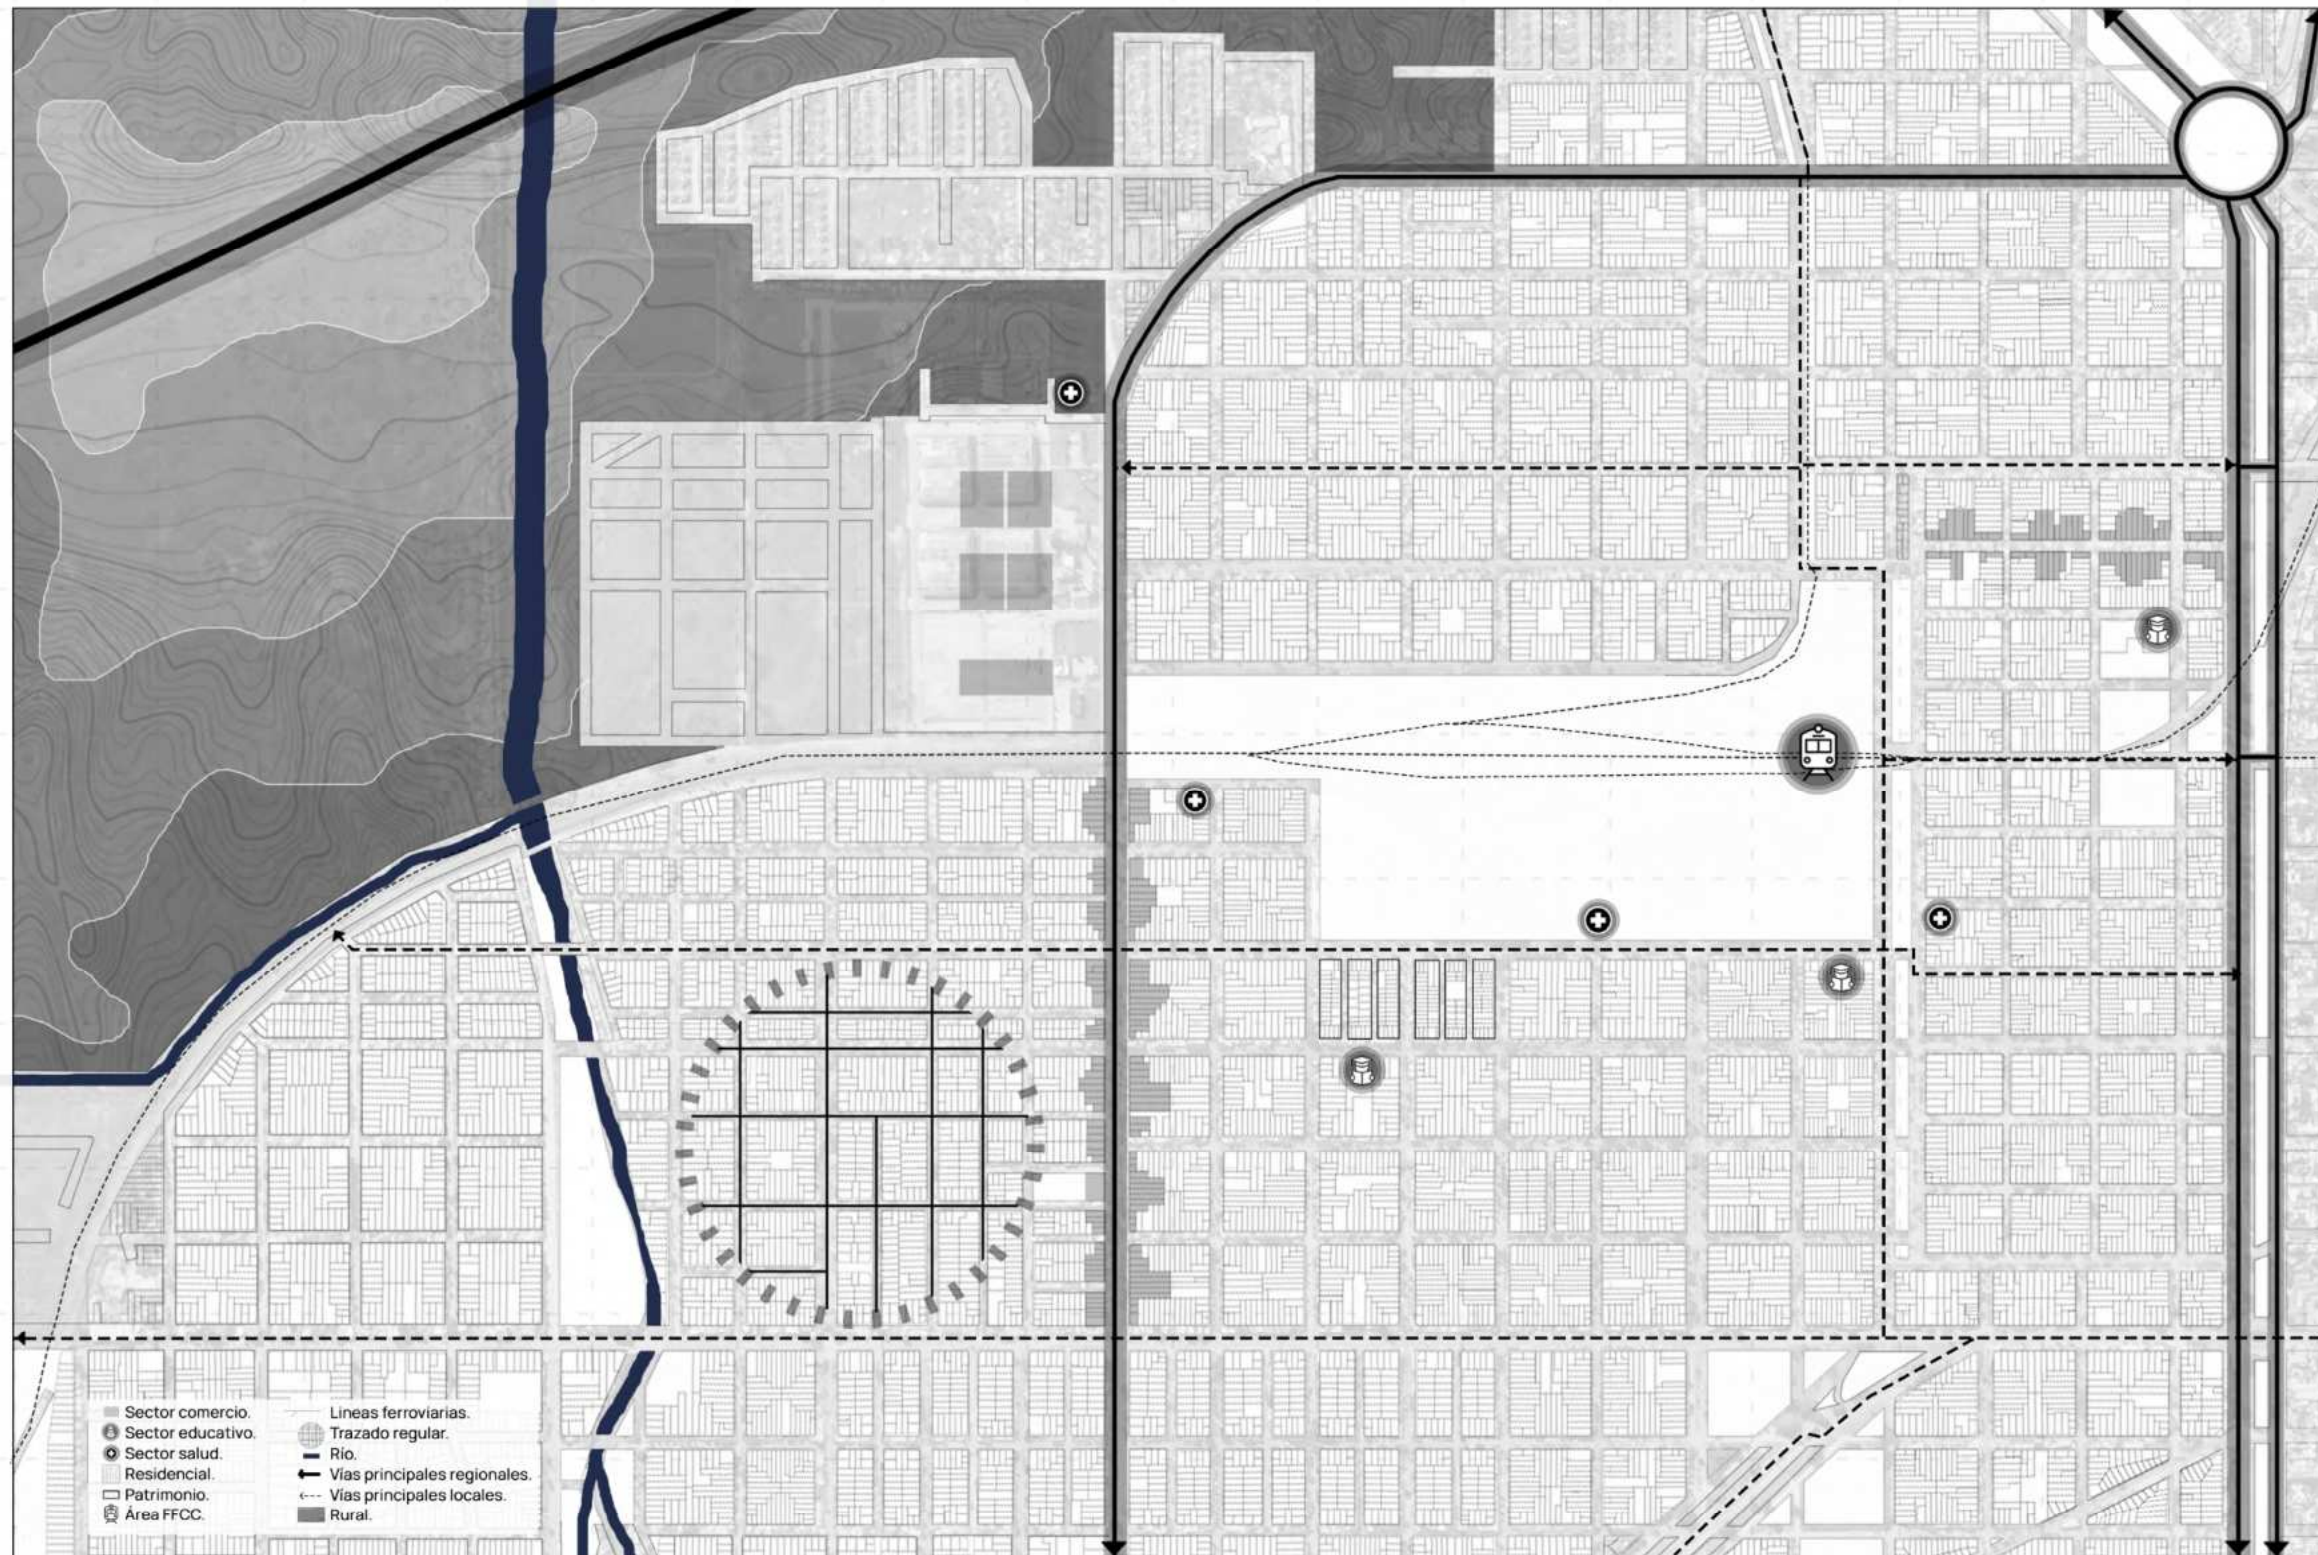 Sector comercio.
Sector educativo.
Sector salud.
Residencial.
Patrimonio.
Área FFCC.
Lineas ferroviarias.
Trazado regular.
Río.
Vías principales regionales.
Vías principales locales.
Rural.